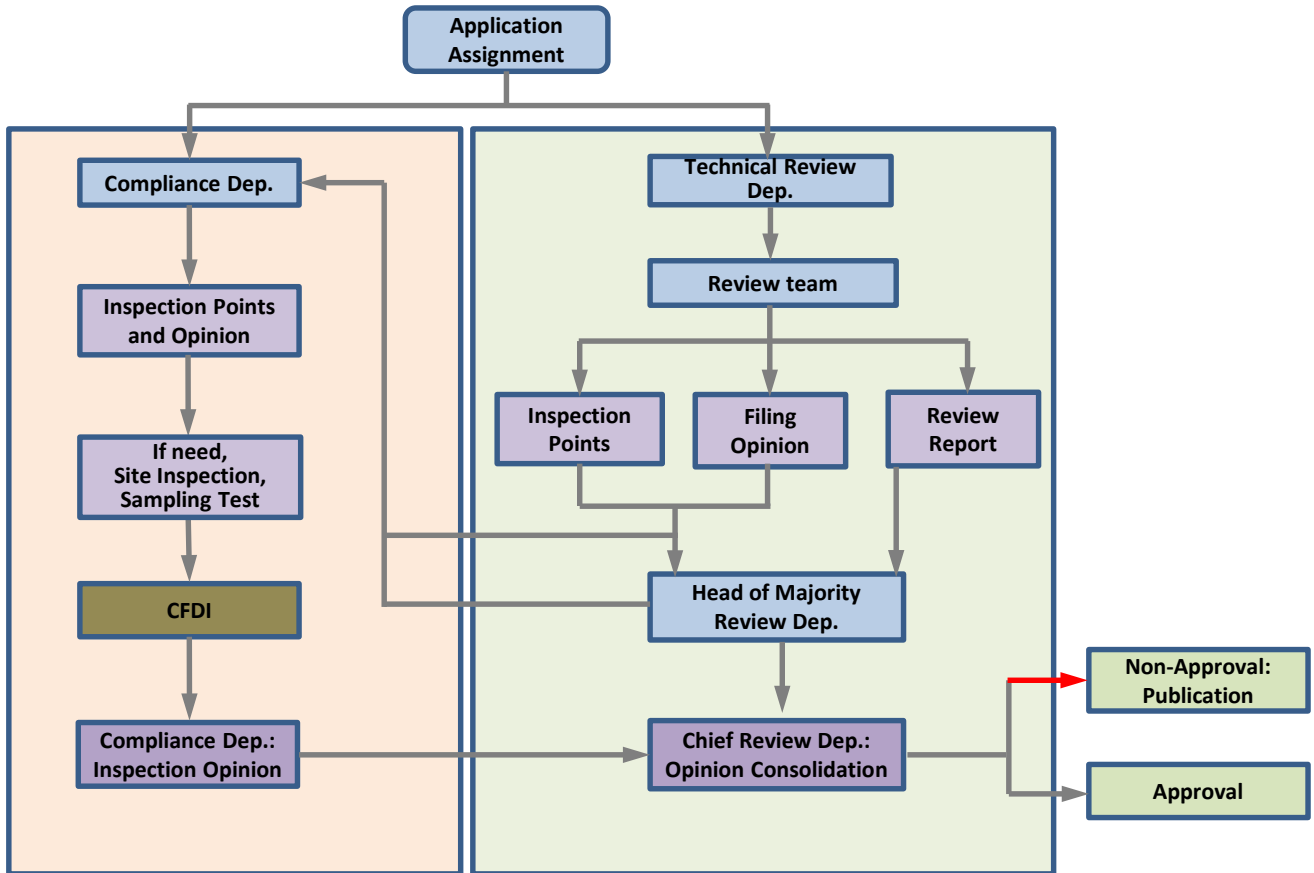 Application
Assignment
Compliance Dep.
Inspection Points
and Opinion
If need,
Site Inspection,
Sampling Test
CFDI
Compliance Dep.:
Inspection Opinion
Technical Review
Dep.
Review team
Inspection
Points
Filing
Opinion
Review
Report
Head of Majority
Review Dep.
Chief Review Dep.:
Opinion Consolidation
Non-Approval:
Publication
Approval